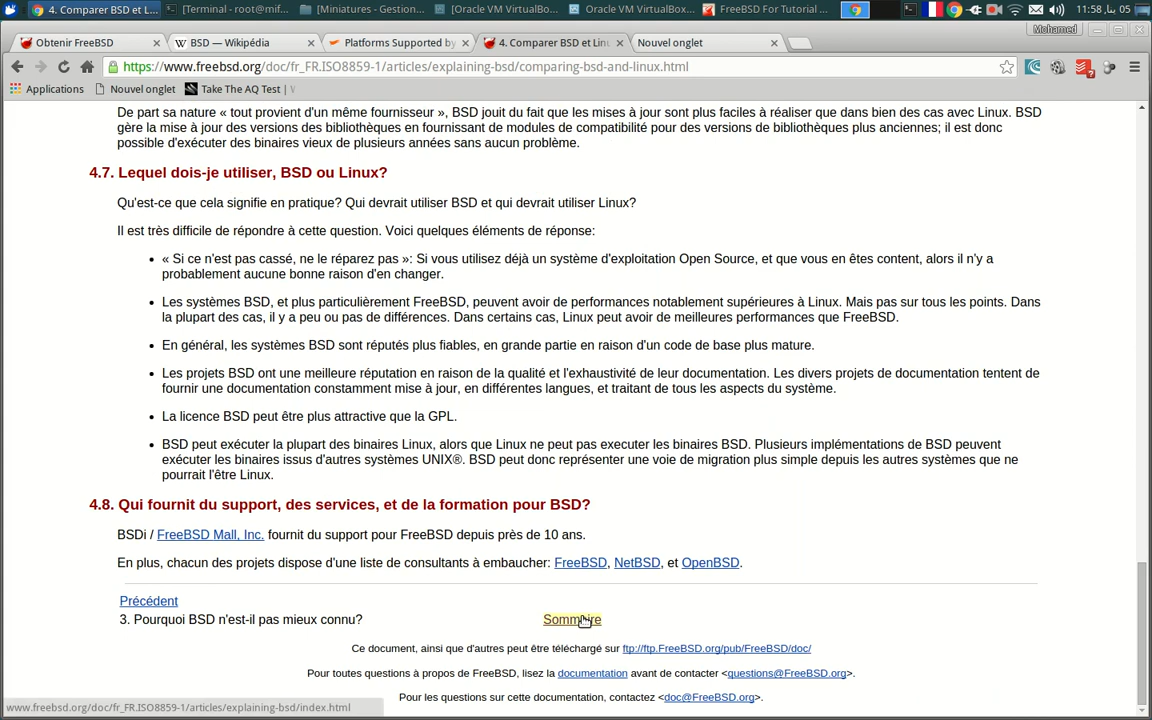 4. Comparer BSD et L...
[Terminal - root@mif...
[Miniatures - Gestion...
[Oracle VM VirtualBo...
Oracle VM VirtualBox...
FreeBSD For Tutorial ...
11:58 ‎05 يناير
Mohamed
Obtenir FreeBSD
BSD — Wikipédia
Platforms Supported by
4. Comparer BSD et Linu
Nouvel onglet
https://www.freebsd.org/doc/fr_FR.ISO8859-1/articles/explaining-bsd/comparing-bsd-and-linux.html
Applications
Nouvel onglet
Take The AQ Test |
De part sa nature « tout provient d'un même fournisseur », BSD jouit du fait que les mises à jour sont plus faciles à réaliser que dans bien des cas avec Linux. BSD
gère la mise à jour des versions des bibliothèques en fournissant de modules de compatibilité pour des versions de bibliothèques plus anciennes; il est donc
possible d'exécuter des binaires vieux de plusieurs années sans aucun problème.
4.7. Lequel dois-je utiliser, BSD ou Linux?
Qu'est-ce que cela signifie en pratique? Qui devrait utiliser BSD et qui devrait utiliser Linux?
Il est très difficile de répondre à cette question. Voici quelques éléments de réponse:
• « Si ce n'est pas cassé, ne le réparez pas »: Si vous utilisez déjà un système d'exploitation Open Source, et que vous en êtes content, alors il n'y a
probablement aucune bonne raison d'en changer.
• Les systèmes BSD, et plus particulièrement FreeBSD, peuvent avoir de performances notablement supérieures à Linux. Mais pas sur tous les points. Dans
la plupart des cas, il y a peu ou pas de différences. Dans certains cas, Linux peut avoir de meilleures performances que FreeBSD.
• En général, les systèmes BSD sont réputés plus fiables, en grande partie en raison d'un code de base plus mature.
• Les projets BSD ont une meilleure réputation en raison de la qualité et l'exhaustivité de leur documentation. Les divers projets de documentation tentent de
fournir une documentation constamment mise à jour, en différentes langues, et traitant de tous les aspects du système.
• La licence BSD peut être plus attractive que la GPL.
• BSD peut exécuter la plupart des binaires Linux, alors que Linux ne peut pas executer les binaires BSD. Plusieurs implémentations de BSD peuvent
exécuter les binaires issus d'autres systèmes UNIX®. BSD peut donc représenter une voie de migration plus simple depuis les autres systèmes que ne
pourrait l'être Linux.
4.8. Qui fournit du support, des services, et de la formation pour BSD?
BSDi / FreeBSD Mall, Inc. fournit du support pour FreeBSD depuis près de 10 ans.
En plus, chacun des projets dispose d'une liste de consultants à embaucher: FreeBSD, NetBSD, et OpenBSD.
Précédent
3. Pourquoi BSD n'est-il pas mieux connu? Sommaire
Ce document, ainsi que d'autres peut être téléchargé sur ftp://ftp.FreeBSD.org/pub/FreeBSD/doc/
Pour toutes questions à propos de FreeBSD, lisez la documentation avant de contacter <questions@FreeBSD.org>.
Pour les questions sur cette documentation, contactez <doc@FreeBSD.org>.
www.freebsd.org/doc/fr_FR.ISO8859-1/articles/explaining-bsd/index.html